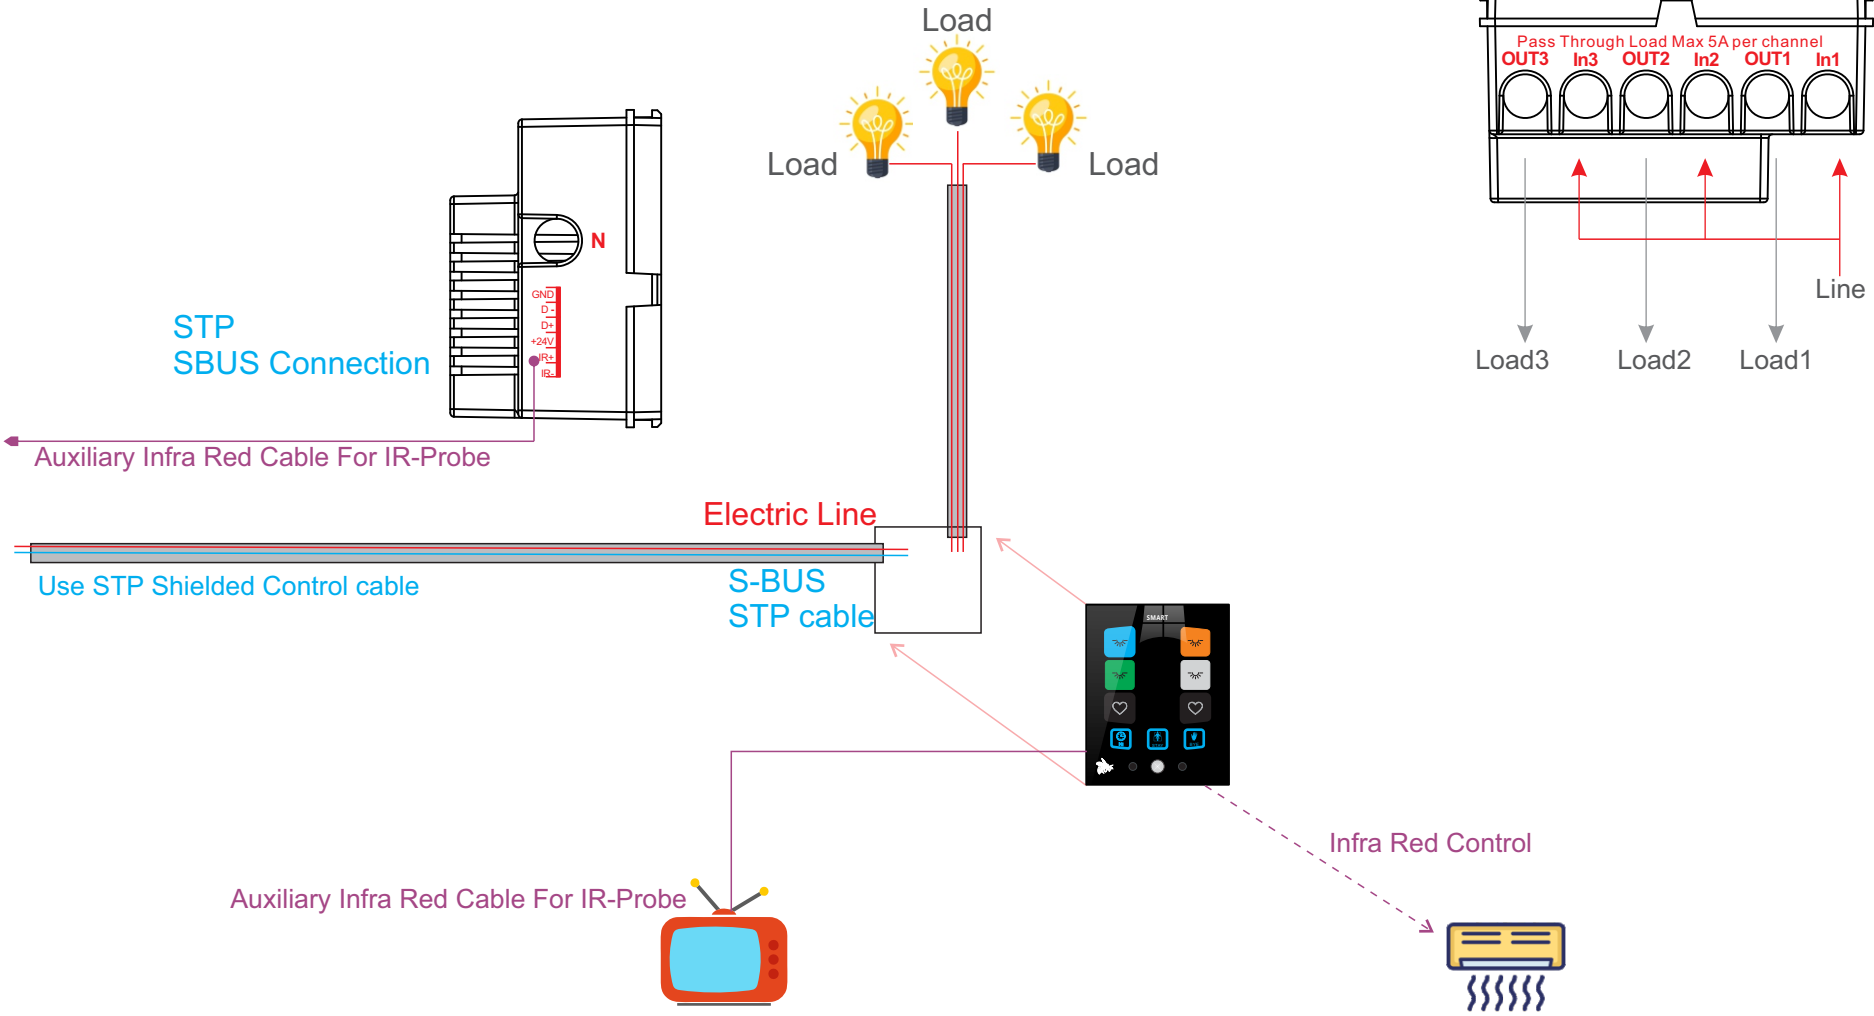 Load
Load
Load
Pass Through Load Max 5A per channel
OUT3 In3 OUT2 In2 OUT1 In1
Line
Load3 Load2 Load1
N
GND
D -
D+
+24V
IR+
IR-
STP
SBUS Connection
Auxiliary Infra Red Cable For IR-Probe
Electric Line
Use STP Shielded Control cable
S-BUS
STP cable
SMART
Infra Red Control
Auxiliary Infra Red Cable For IR-Probe